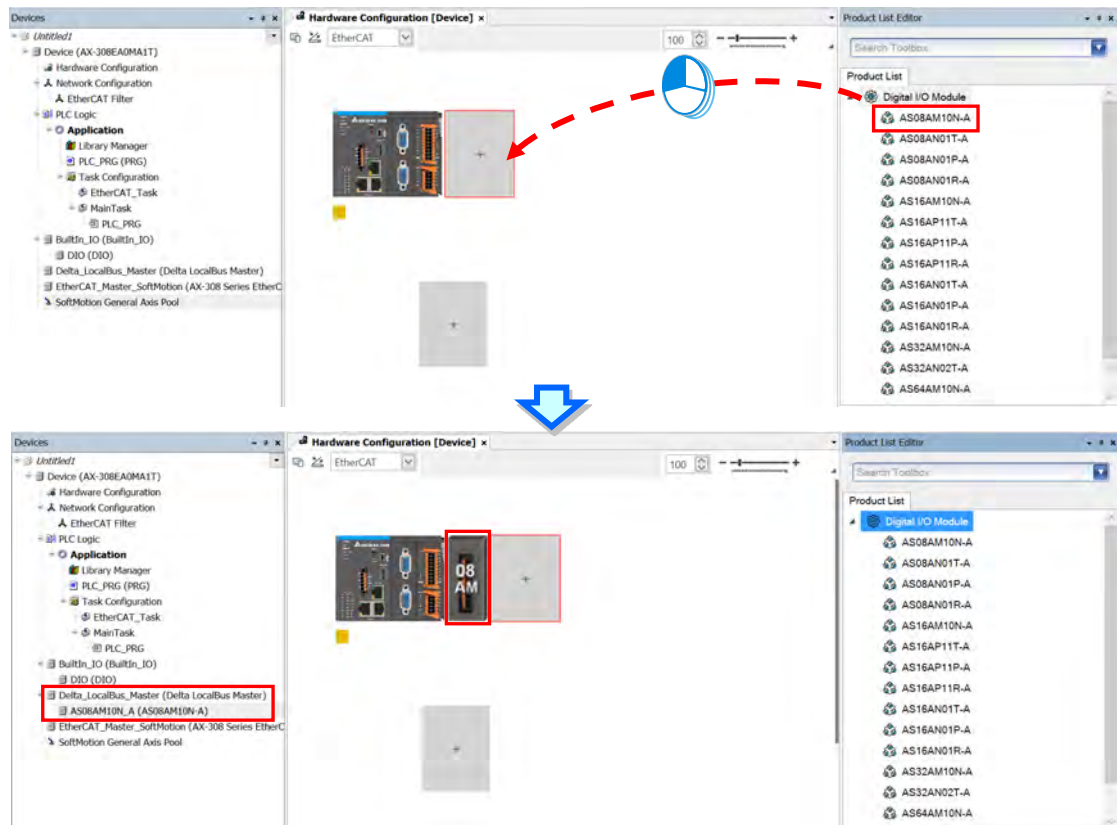 Devices
Untitled1
Device (AX-308EA0MA1T)
Hardware Configuration
Network Configuration
EtherCAT Filter
PLC Logic
Application
Library Manager
PLC_PRG (PRG)
Task Configuration
EtherCAT_Task
MainTask
PLC_PRG
BuiltIn_IO (BuiltIn_IO)
DIO (DIO)
Delta_LocalBus_Master (Delta LocalBus Master)
EtherCAT_Master_SoftMotion (AX-308 Series EtherC
SoftMotion General Axis Pool
Hardware Configuration [Device]
EtherCAT
100
Product List Editor
Search Toolbox
Product List
Digital I/O Module
AS08AM10N-A
AS08AN01T-A
AS08AN01P-A
AS08AN01R-A
AS16AM10N-A
AS16AP11T-A
AS16AP11P-A
AS16AP11R-A
AS16AN01T-A
AS16AN01P-A
AS16AN01R-A
AS32AM10N-A
AS32AN02T-A
AS64AM10N-A
Devices
Untitled1
Device (AX-308EA0MA1T)
Hardware Configuration
Network Configuration
EtherCAT Filter
PLC Logic
Application
Library Manager
PLC_PRG (PRG)
Task Configuration
EtherCAT_Task
MainTask
PLC_PRG
BuiltIn_IO (BuiltIn_IO)
DIO (DIO)
Delta_LocalBus_Master (Delta LocalBus Master)
AS08AM10N_A (AS08AM10N-A)
EtherCAT_Master_SoftMotion (AX-308 Series EtherC
SoftMotion General Axis Pool
Hardware Configuration [Device]
EtherCAT
100
08
AM
Product List Editor
Search Toolbox
Product List
Digital I/O Module
AS08AM10N-A
AS08AN01T-A
AS08AN01P-A
AS08AN01R-A
AS16AM10N-A
AS16AP11T-A
AS16AP11P-A
AS16AP11R-A
AS16AN01T-A
AS16AN01P-A
AS16AN01R-A
AS32AM10N-A
AS32AN02T-A
AS64AM10N-A